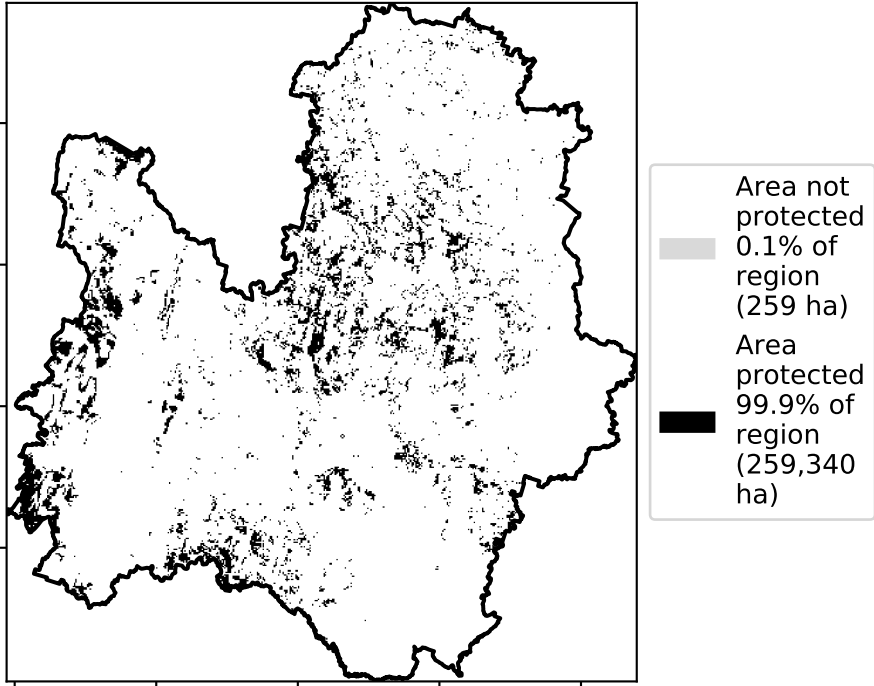 Area not
protected
0.1% of
region
(259 ha)
Area
protected
99.9% of
region
(259,340
ha)